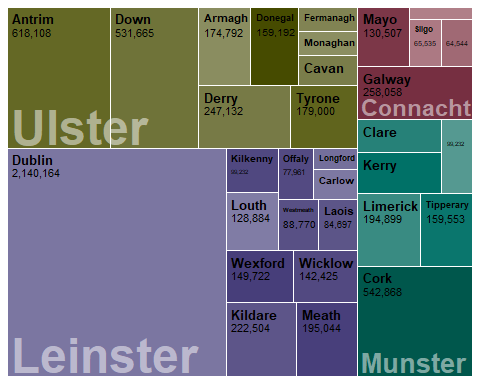 Antrim
618,108
Down
531,665
Armagh
174,792
Donegal
159,192
Fermanagh
Monaghan
Cavan
Derry
247,132
Tyrone
179,000
Ulster
Mayo
130,507
Sligo
65,535
64,544
Galway
258,058
Connacht
Dublin
2,140,164
Leinster
Kilkenny
99,232
Offaly
77,961
Longford
Carlow
Louth
128,884
Westmeath
88,770
Laois
84,697
Wexford
149,722
Wicklow
142,425
Kildare
222,504
Meath
195,044
Clare
Kerry
99,232
Limerick
194,899
Tipperary
159,553
Cork
542,868
Munster